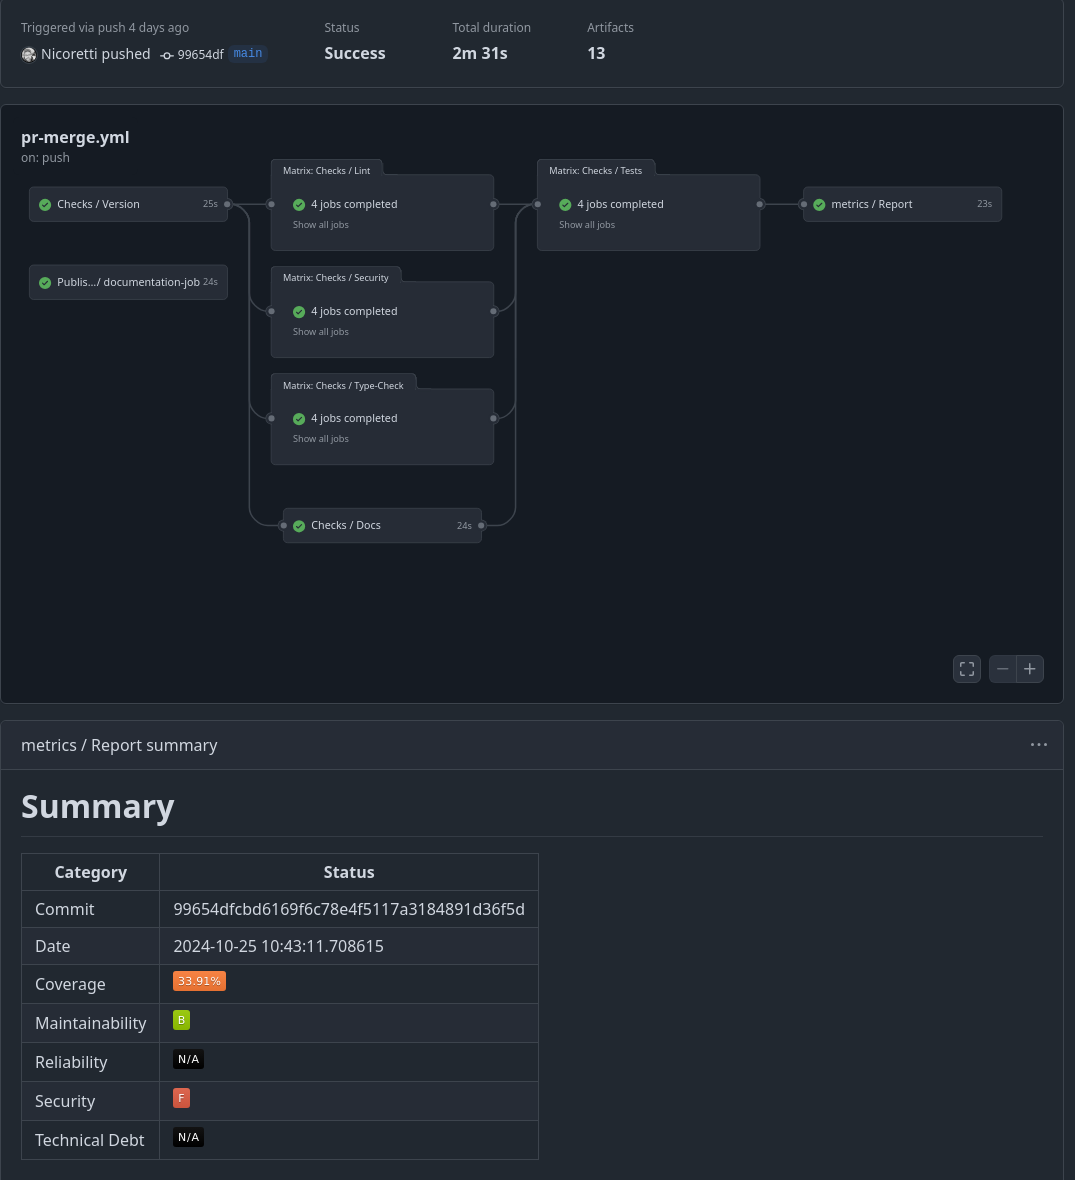 Triggered via push 4 days ago
Nicoretti pushed 99654df main
Status
Success
Total duration
2m 31s
Artifacts
13
pr-merge.yml
on: push
Checks / Version 25s
Publis.../ documentation-job 24s
Matrix: Checks / Lint
4 jobs completed
Show all jobs
Matrix: Checks / Security
4 jobs completed
Show all jobs
Matrix: Checks / Type-Check
4 jobs completed
Show all jobs
Checks / Docs 24s
Matrix: Checks / Tests
4 jobs completed
Show all jobs
metrics / Report 23s
metrics / Report summary
Summary
Category Status
Commit 99654dfcbd6169f6c78e4f5117a3184891d36f5d
Date 2024-10-25 10:43:11.708615
Coverage 33.91%
Maintainability B
Reliability N/A
Security F
Technical Debt N/A